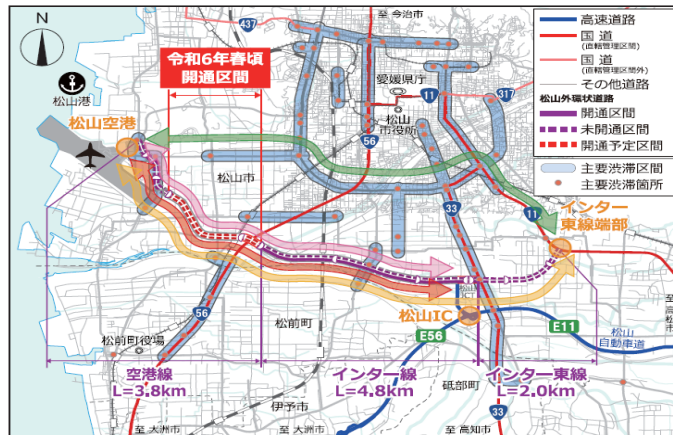 至 今治市
437
N
令和6年春頃
開通区間
愛媛県庁
11
317
松山港
松山
市役所
松山空港
56
松山市
33
11
インター
東線端部
松山IC
56
松前町役場
松前町
E56
E11
松山
自動車道
至 高松市
空港線
L=3.8km
インター線
L=4.8km
インター東線
L=2.0km
砥部町
伊予市
33
至 大洲市
至 大洲市
至 高知市
高速道路
国 道
(直轄管理区間)
国 道
(直轄管理区間外)
その他道路
松山外環状道路
開通区間
未開通区間
開通予定区間
主要渋滞区間
主要渋滞箇所